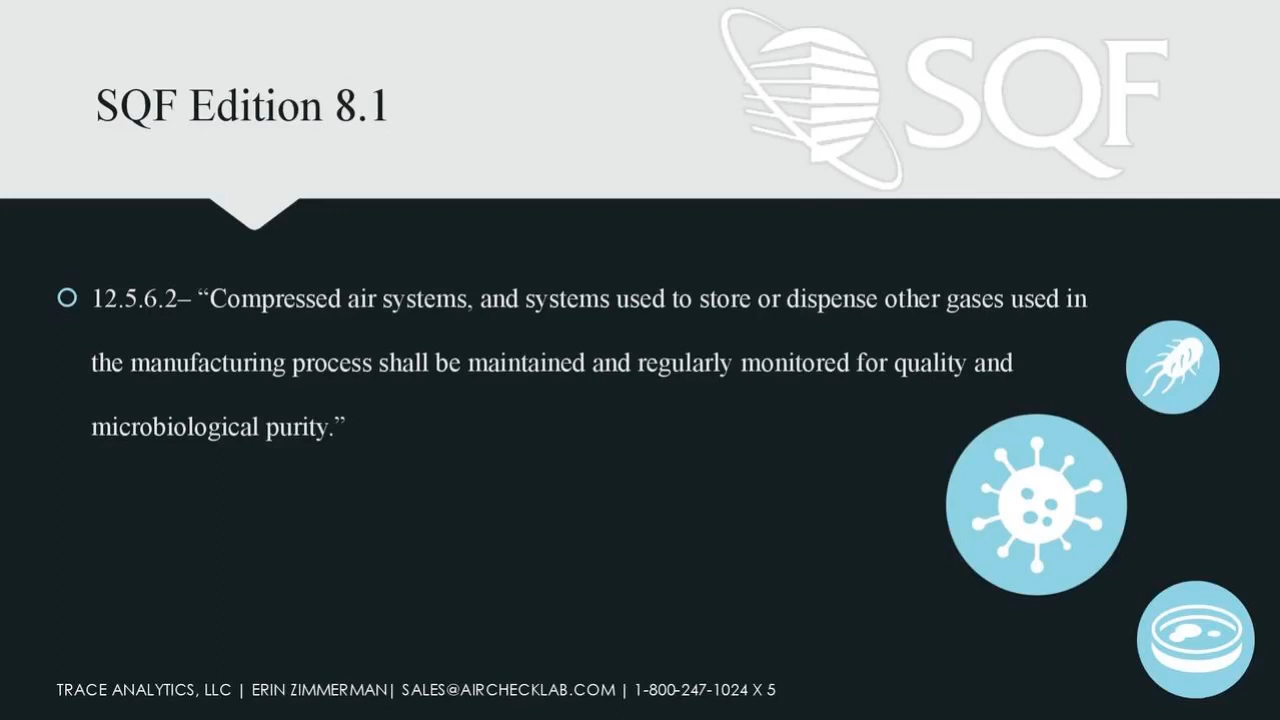 SQF
SQF Edition 8.1
12.5.6.2– “Compressed air systems, and systems used to store or dispense other gases used in
the manufacturing process shall be maintained and regularly monitored for quality and
microbiological purity.”
TRACE ANALYTICS, LLC | ERIN ZIMMERMAN| SALES@AIRCHECKLAB.COM | 1-800-247-1024 X 5